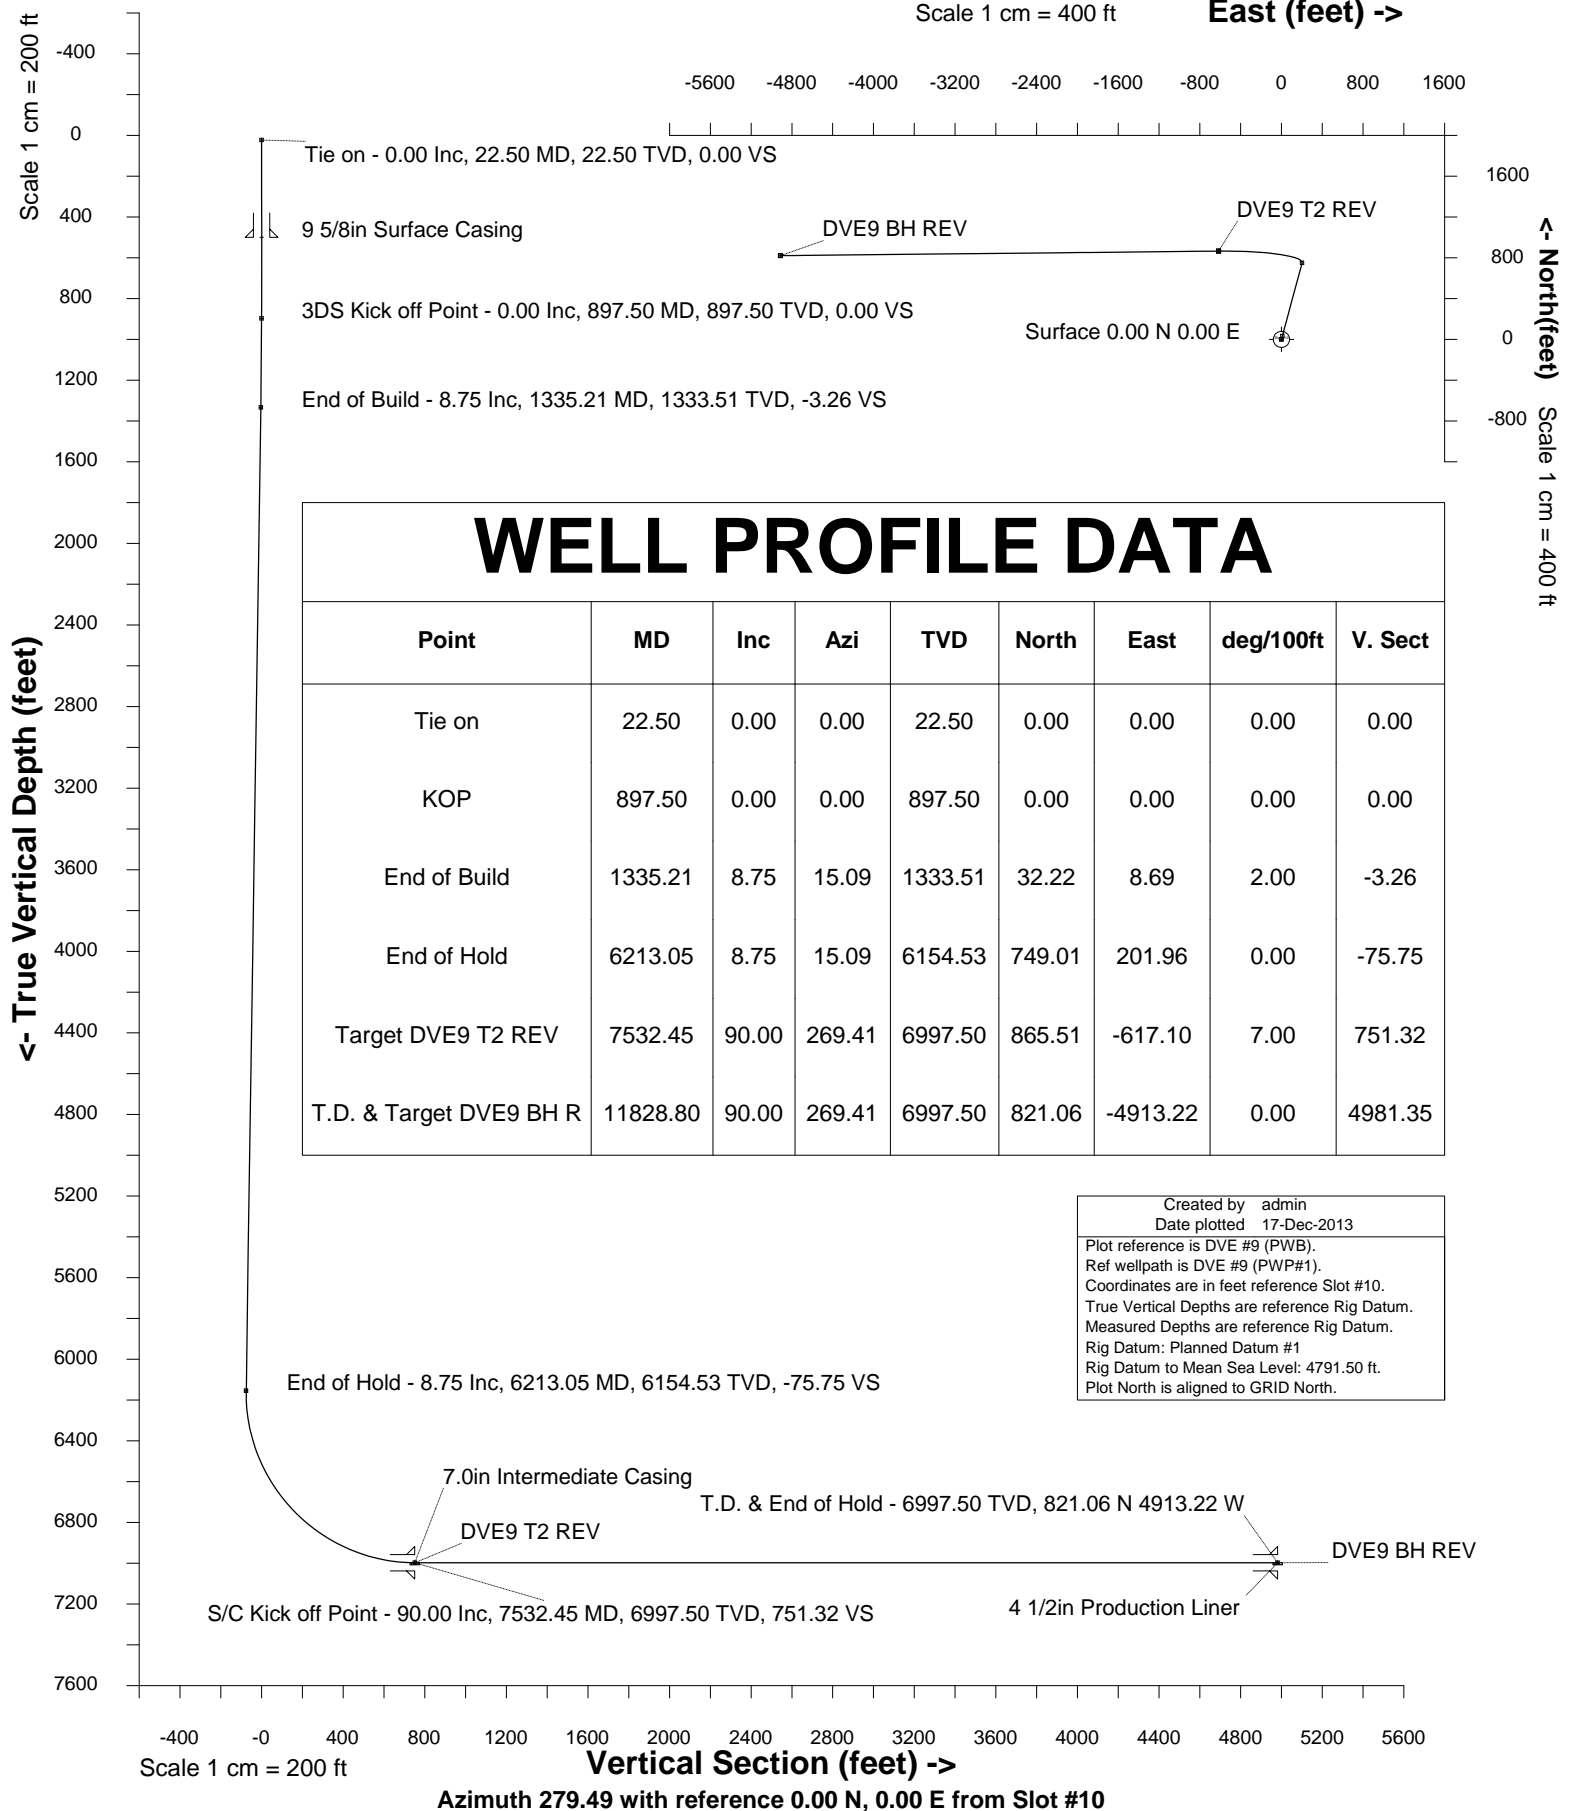 Scale 1 cm = 400 ft East (feet) ->
-5600 -4800 -4000 -3200 -2400 -1600 -800 0 800 1600
Scale 1 cm = 200 ft
-400
0
400
800
1200
1600
2000
2400
2800
3200
3600
4000
4400
4800
5200
5600
6000
6400
6800
7200
7600
<- True Vertical Depth (feet)
Tie on - 0.00 Inc, 22.50 MD, 22.50 TVD, 0.00 VS
9 5/8in Surface Casing
3DS Kick off Point - 0.00 Inc, 897.50 MD, 897.50 TVD, 0.00 VS
End of Build - 8.75 Inc, 1335.21 MD, 1333.51 TVD, -3.26 VS
DVE9 BH REV
DVE9 T2 REV
Surface 0.00 N 0.00 E
1600
800
0
-800
<- North(feet) Scale 1 cm = 400 ft
WELL PROFILE DATA
Point MD Inc Azi TVD North East deg/100ft V. Sect
Tie on 22.50 0.00 0.00 22.50 0.00 0.00 0.00 0.00
KOP 897.50 0.00 0.00 897.50 0.00 0.00 0.00 0.00
End of Build 1335.21 8.75 15.09 1333.51 32.22 8.69 2.00 -3.26
End of Hold 6213.05 8.75 15.09 6154.53 749.01 201.96 0.00 -75.75
Target DVE9 T2 REV 7532.45 90.00 269.41 6997.50 865.51 -617.10 7.00 751.32
T.D. & Target DVE9 BH R 11828.80 90.00 269.41 6997.50 821.06 -4913.22 0.00 4981.35
Created by admin
Date plotted 17-Dec-2013
Plot reference is DVE #9 (PWB).
Ref wellpath is DVE #9 (PWP#1).
Coordinates are in feet reference Slot #10.
True Vertical Depths are reference Rig Datum.
Measured Depths are reference Rig Datum.
Rig Datum: Planned Datum #1
Rig Datum to Mean Sea Level: 4791.50 ft.
Plot North is aligned to GRID North.
End of Hold - 8.75 Inc, 6213.05 MD, 6154.53 TVD, -75.75 VS
7.0in Intermediate Casing
T.D. & End of Hold - 6997.50 TVD, 821.06 N 4913.22 W
DVE9 T2 REV
DVE9 BH REV
S/C Kick off Point - 90.00 Inc, 7532.45 MD, 6997.50 TVD, 751.32 VS
4 1/2in Production Liner
-400 -0 400 800 1200 1600 2000 2400 2800 3200 3600 4000 4400 4800 5200 5600
Scale 1 cm = 200 ft Vertical Section (feet) ->
Azimuth 279.49 with reference 0.00 N, 0.00 E from Slot #10